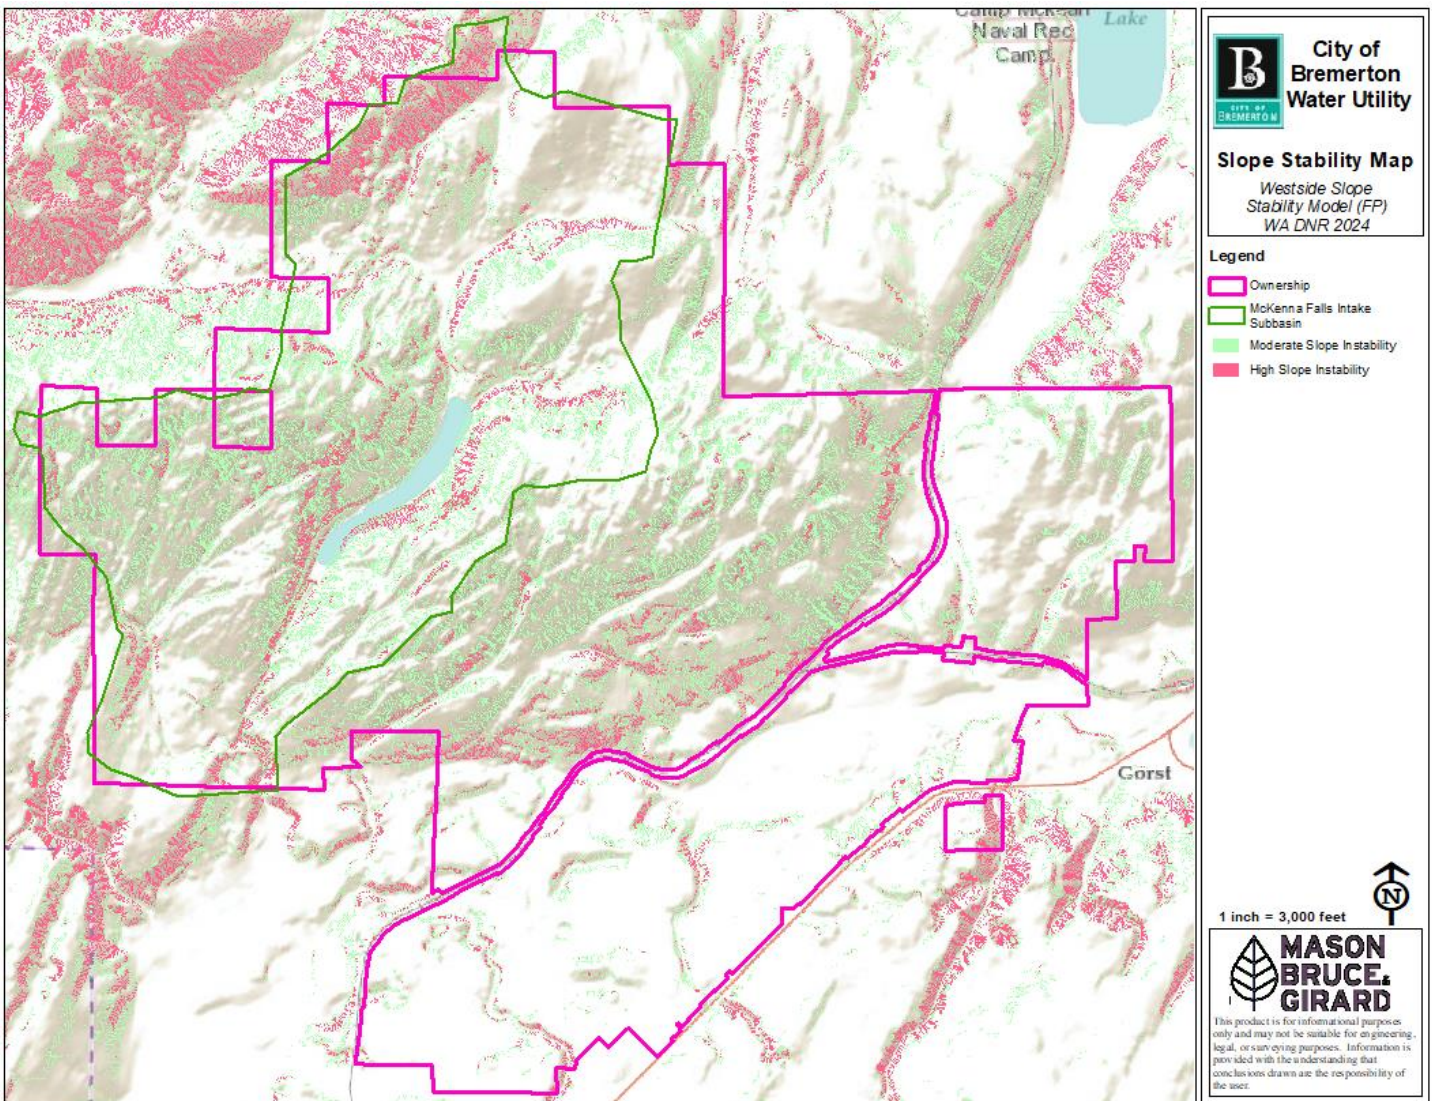 Camp McKean
Naval Rec
Camp
Lake
Gorst
B
CITY OF
BREMERTON
City of
Bremerton
Water Utility
Slope Stability Map
Westside Slope
Stability Model (FP)
WA DNR 2024
Legend
Ownership
McKenna Falls Intake
Subbasin
Moderate Slope Instability
High Slope Instability
1 inch = 3,000 feet
N
MASON
BRUCE &
GIRARD
This product is for informational purposes
only and may not be suitable for engineering,
legal, or surveying purposes. Information is
provided with the understanding that
conclusions drawn are the responsibility of
the user.